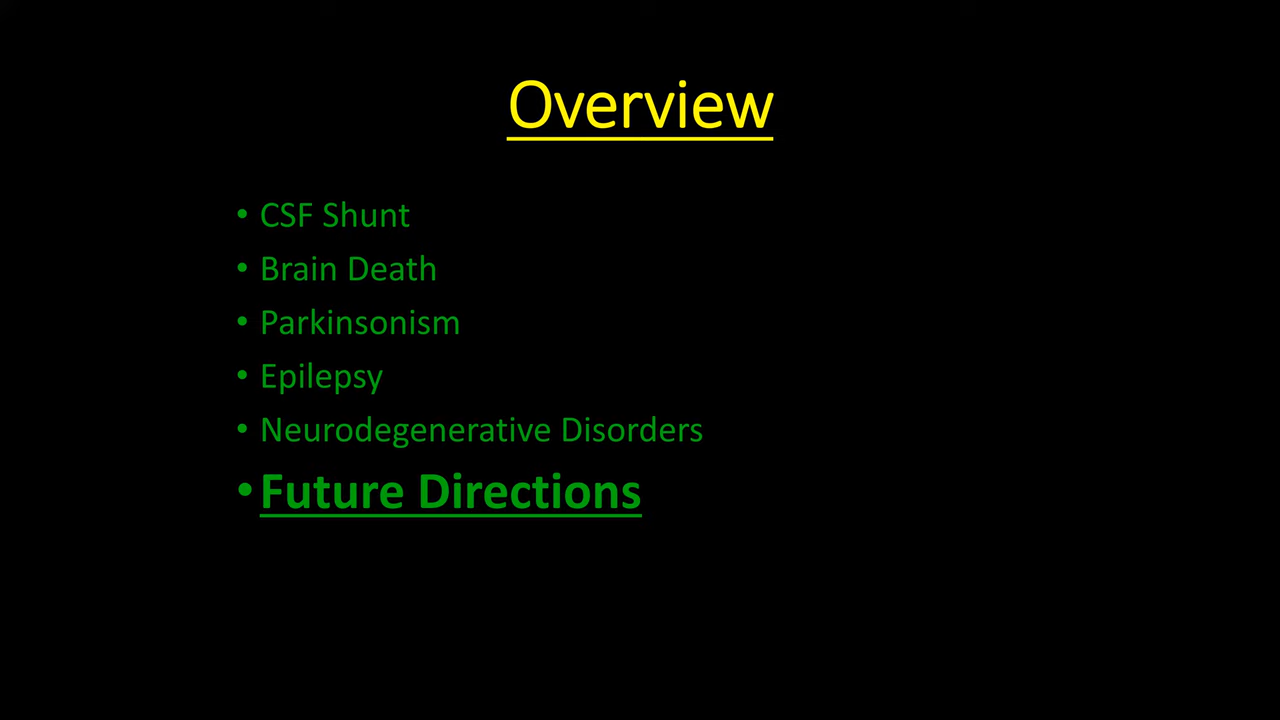 Overview
• CSF Shunt
• Brain Death
• Parkinsonism
• Epilepsy
• Neurodegenerative Disorders
• Future Directions